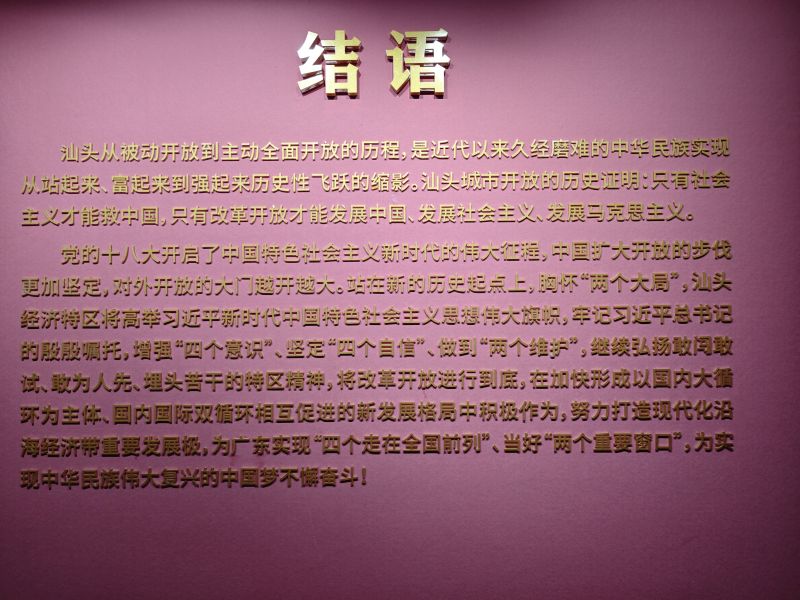 结语
汕头从被动开放到主动全面开放的历程，是近代以来久经磨难的中华民族实现
从站起来、富起来到强起来历史性飞跃的缩影。汕头城市开放的历史证明：只有社会
主义才能救中国，只有改革开放才能发展中国、发展社会主义、发展马克思主义。
党的十八大开启了中国特色社会主义新时代的伟大征程，中国扩大开放的步伐
更加坚定，对外开放的大门越开越大。站在新的历史起点上，胸怀“两个大局”，汕头
经济特区将高举习近平新时代中国特色社会主义思想伟大旗帜，牢记习近平总书记
的殷殷嘱托，增强“四个意识”、坚定“四个自信”、做到“两个维护”，继续弘扬敢闯敢
试、敢为人先、埋头苦干的特区精神，将改革开放进行到底，在加快形成以国内大循
环为主体、国内国际双循环相互促进的新发展格局中积极作为，努力打造现代化沿
海经济带重要发展极，为广东实现“四个走在全国前列”、当好“两个重要窗口”，为实
现中华民族伟大复兴的中国梦不懈奋斗！